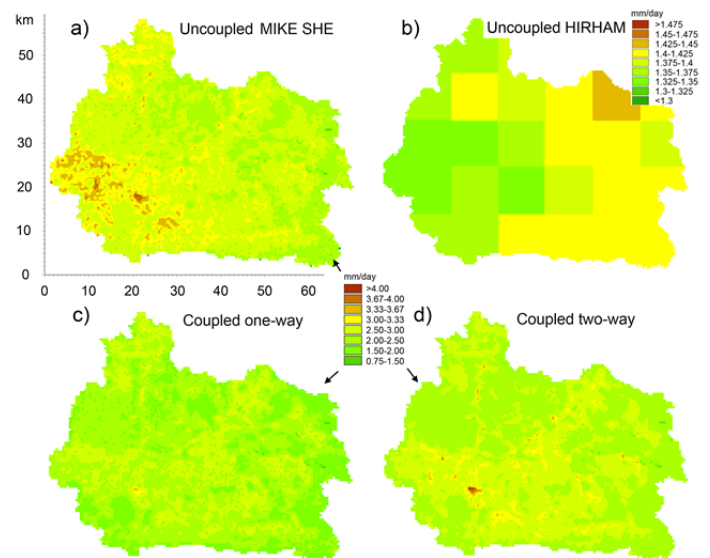 km
a)
Uncoupled MIKE SHE
50
40
30
20
10
0
0
10
20
30
40
50
60
b)
Uncoupled HIRHAM
mm/day
>1.475
1.45-1.475
1.425-1.45
1.4-1.425
1.375-1.4
1.35-1.375
1.325-1.35
1.3-1.325
<1.3
mm/day
>4.00
3.67-4.00
3.33-3.67
3.00-3.33
2.50-3.00
2.00-2.50
1.50-2.00
0.75-1.50
c)
Coupled one-way
d)
Coupled two-way